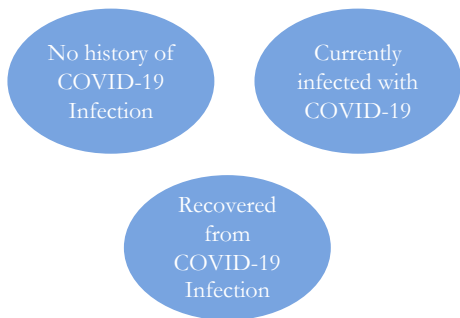 No history of
COVID-19
Infection
Currently
infected with
COVID-19
Recovered
from
COVID-19
Infection